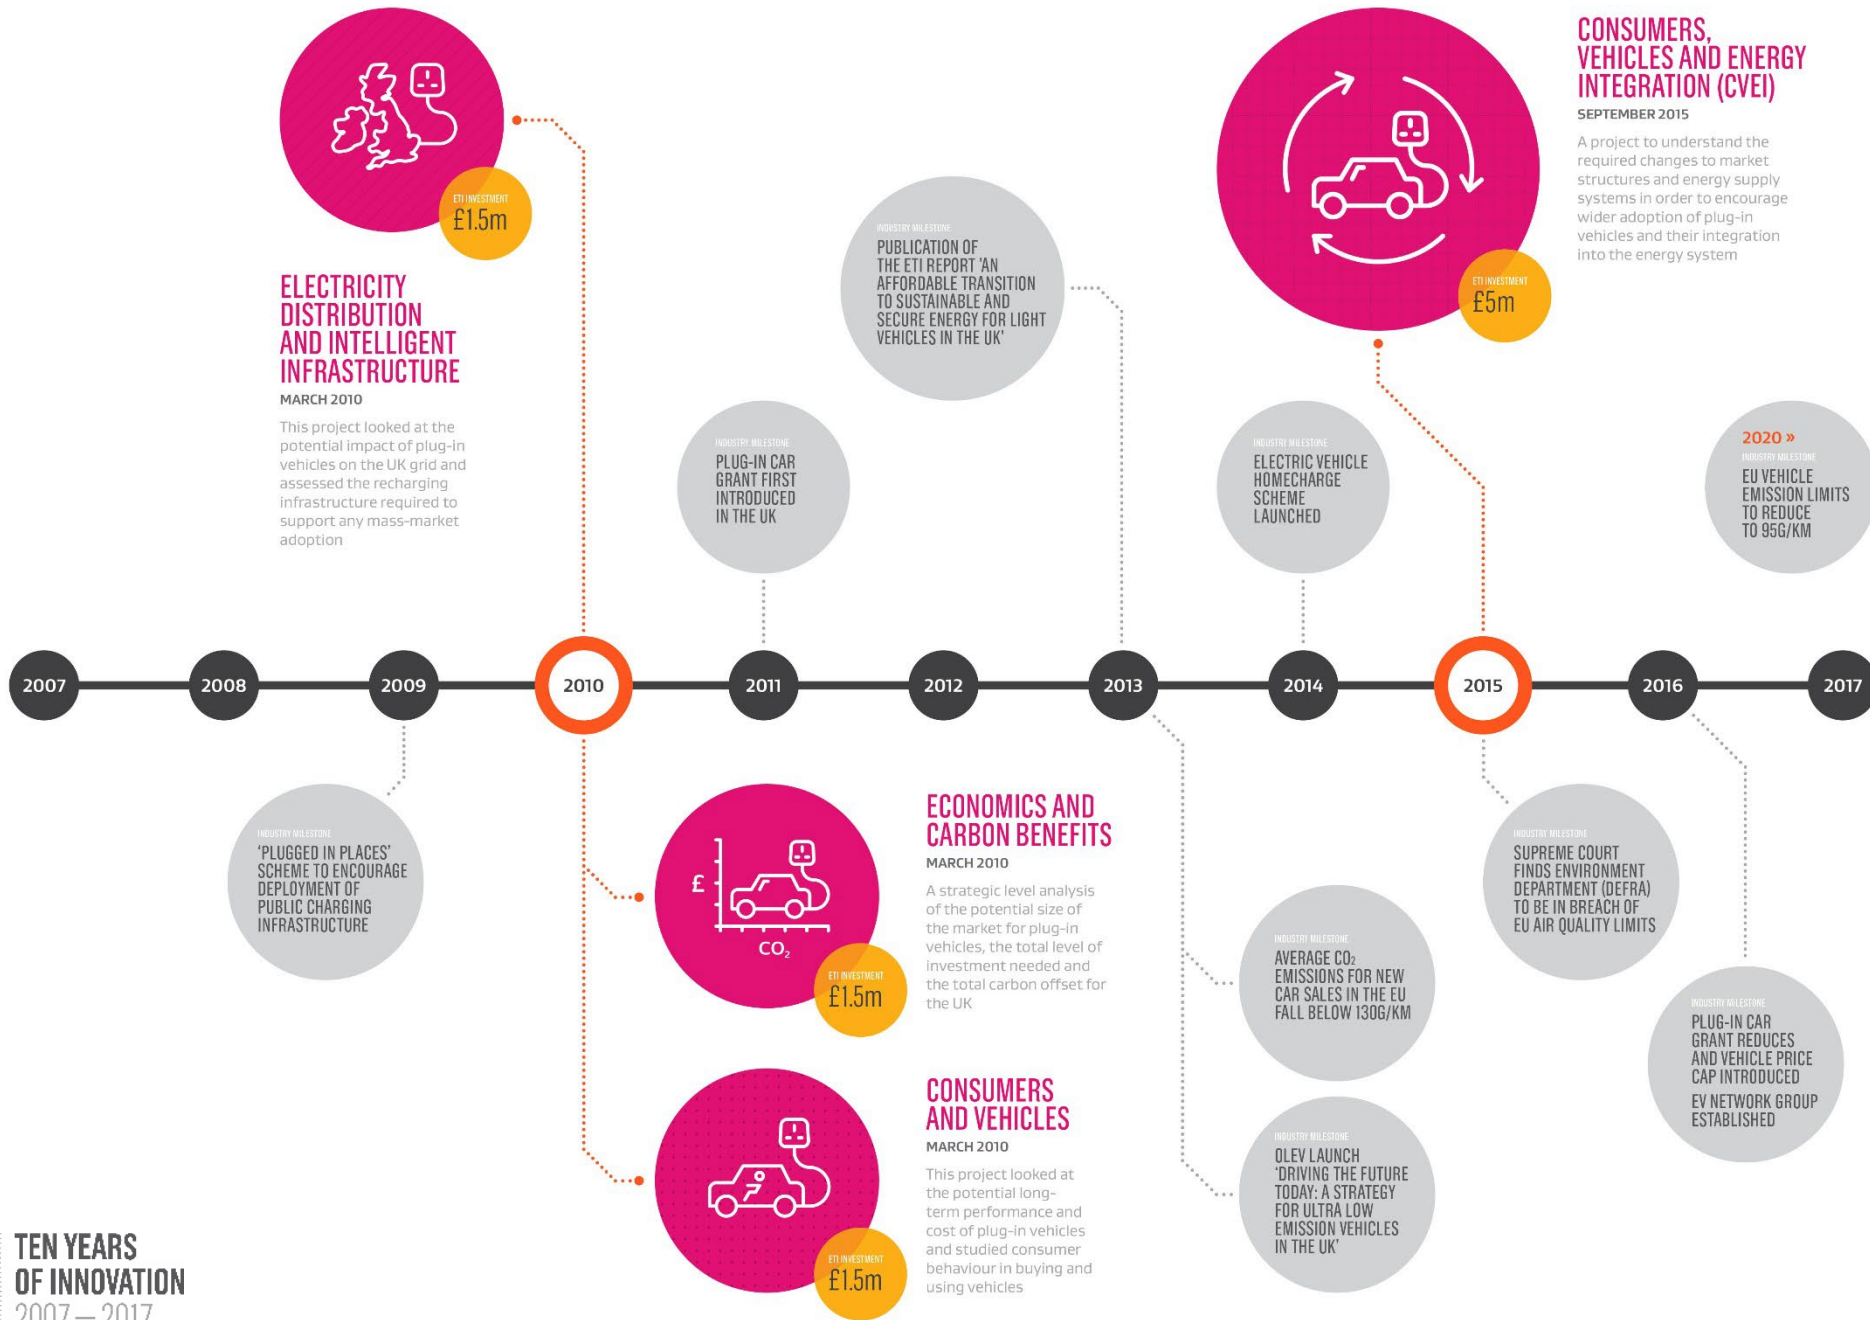 ETI INVESTMENT
£1.5m
ELECTRICITY
DISTRIBUTION
AND INTELLIGENT
INFRASTRUCTURE
MARCH 2010
This project looked at the
potential impact of plug-in
vehicles on the UK grid and
assessed the recharging
infrastructure required to
support any mass-market
adoption
INDUSTRY MILESTONE
PLUG-IN CAR
GRANT FIRST
INTRODUCED
IN THE UK
INDUSTRY MILESTONE
PUBLICATION OF
THE ETI REPORT 'AN
AFFORDABLE TRANSITION
TO SUSTAINABLE AND
SECURE ENERGY FOR LIGHT
VEHICLES IN THE UK'
ETI INVESTMENT
£5m
CONSUMERS,
VEHICLES AND ENERGY
INTEGRATION (CVEI)
SEPTEMBER 2015
A project to understand the
required changes to market
structures and energy supply
systems in order to encourage
wider adoption of plug-in
vehicles and their integration
into the energy system
INDUSTRY MILESTONE
ELECTRIC VEHICLE
HOMECHARGE
SCHEME
LAUNCHED
2020 »
INDUSTRY MILESTONE
EU VEHICLE
EMISSION LIMITS
TO REDUCE
TO 95G/KM
2007
2008
2009
2010
2011
2012
2013
2014
2015
2016
2017
INDUSTRY MILESTONE
'PLUGGED IN PLACES'
SCHEME TO ENCOURAGE
DEPLOYMENT OF
PUBLIC CHARGING
INFRASTRUCTURE
£
CO₂
ETI INVESTMENT
£1.5m
ECONOMICS AND
CARBON BENEFITS
MARCH 2010
A strategic level analysis
of the potential size of
the market for plug-in
vehicles, the total level of
investment needed and
the total carbon offset for
the UK
ETI INVESTMENT
£1.5m
CONSUMERS
AND VEHICLES
MARCH 2010
This project looked at
the potential long-
term performance and
cost of plug-in vehicles
and studied consumer
behaviour in buying and
using vehicles
INDUSTRY MILESTONE
AVERAGE CO₂
EMISSIONS FOR NEW
CAR SALES IN THE EU
FALL BELOW 130G/KM
INDUSTRY MILESTONE
OLEV LAUNCH
'DRIVING THE FUTURE
TODAY: A STRATEGY
FOR ULTRA LOW
EMISSION VEHICLES
IN THE UK'
INDUSTRY MILESTONE
SUPREME COURT
FINDS ENVIRONMENT
DEPARTMENT (DEFRA)
TO BE IN BREACH OF
EU AIR QUALITY LIMITS
INDUSTRY MILESTONE
PLUG-IN CAR
GRANT REDUCES
AND VEHICLE PRICE
CAP INTRODUCED
EV NETWORK GROUP
ESTABLISHED
TEN YEARS
OF INNOVATION
2007 – 2017